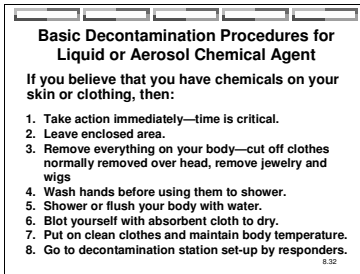 Basic Decontamination Procedures for
Liquid or Aerosol Chemical Agent
If you believe that you have chemicals on your
skin or clothing, then:
1. Take action immediately—time is critical.
2. Leave enclosed area.
3. Remove everything on your body—cut off clothes
normally removed over head, remove jewelry and
wigs
4. Wash hands before using them to shower.
5. Shower or flush your body with water.
6. Blot yourself with absorbent cloth to dry.
7. Put on clean clothes and maintain body temperature.
8. Go to decontamination station set-up by responders.
8.32